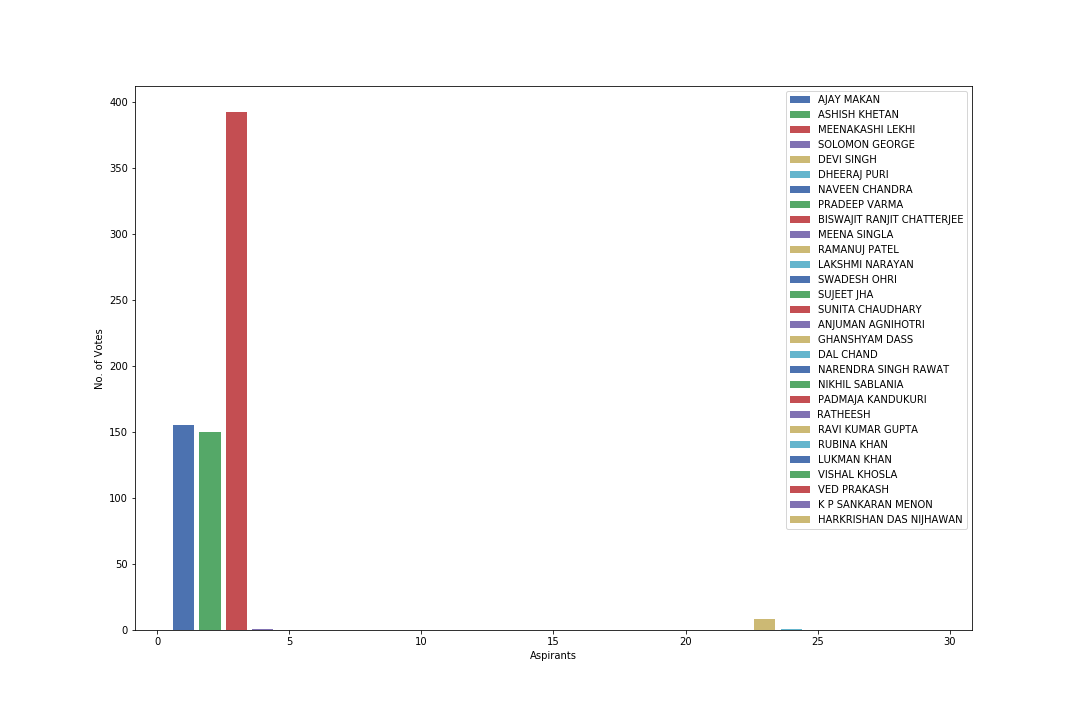 400
350
300
250
200
150
100
50
0
No. of Votes
0 5 10 15 20 25 30
Aspirants
AJAY MAKAN
ASHISH KHETAN
MEENAKASHI LEKHI
SOLOMON GEORGE
DEVI SINGH
DHEERAJ PURI
NAVEEN CHANDRA
PRADEEP VARMA
BISWAJIT RANJIT CHATTERJEE
MEENA SINGLA
RAMANUJ PATEL
LAKSHMI NARAYAN
SWADESH OHRI
SUJEET JHA
SUNITA CHAUDHARY
ANJUMAN AGNIHOTRI
GHANSHYAM DASS
DAL CHAND
NARENDRA SINGH RAWAT
NIKHIL SABLANIA
PADMAJA KANDUKURI
RATHEESH
RAVI KUMAR GUPTA
RUBINA KHAN
LUKMAN KHAN
VISHAL KHOSLA
VED PRAKASH
K P SANKARAN MENON
HARKRISHAN DAS NIJHAWAN